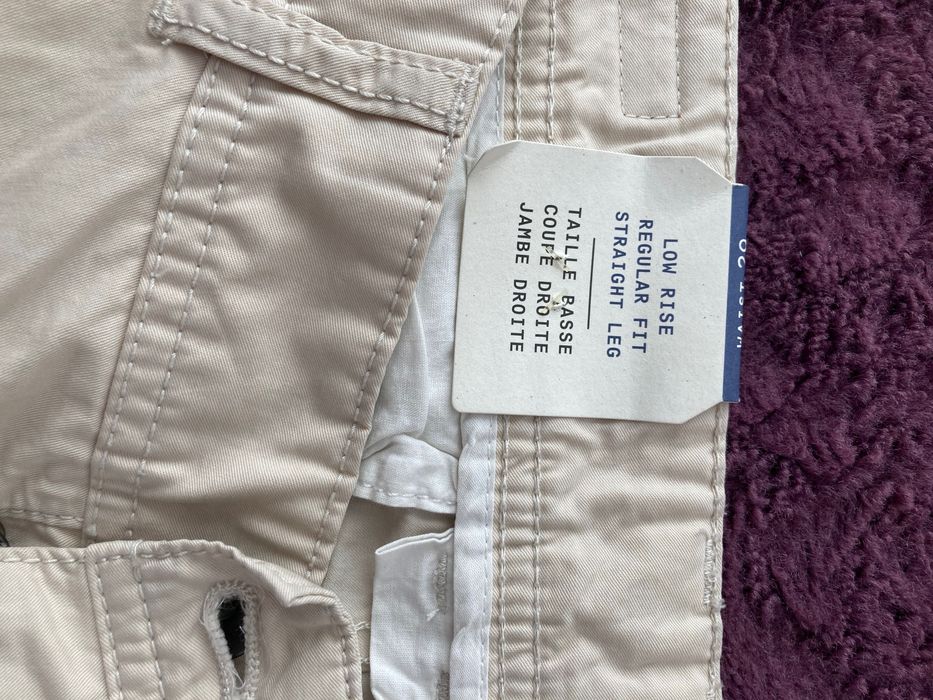 LOW RISE
REGULAR FIT
STRAIGHT LEG
TAILLE BASSE
COUPE DROITE
JAMBE DROITE